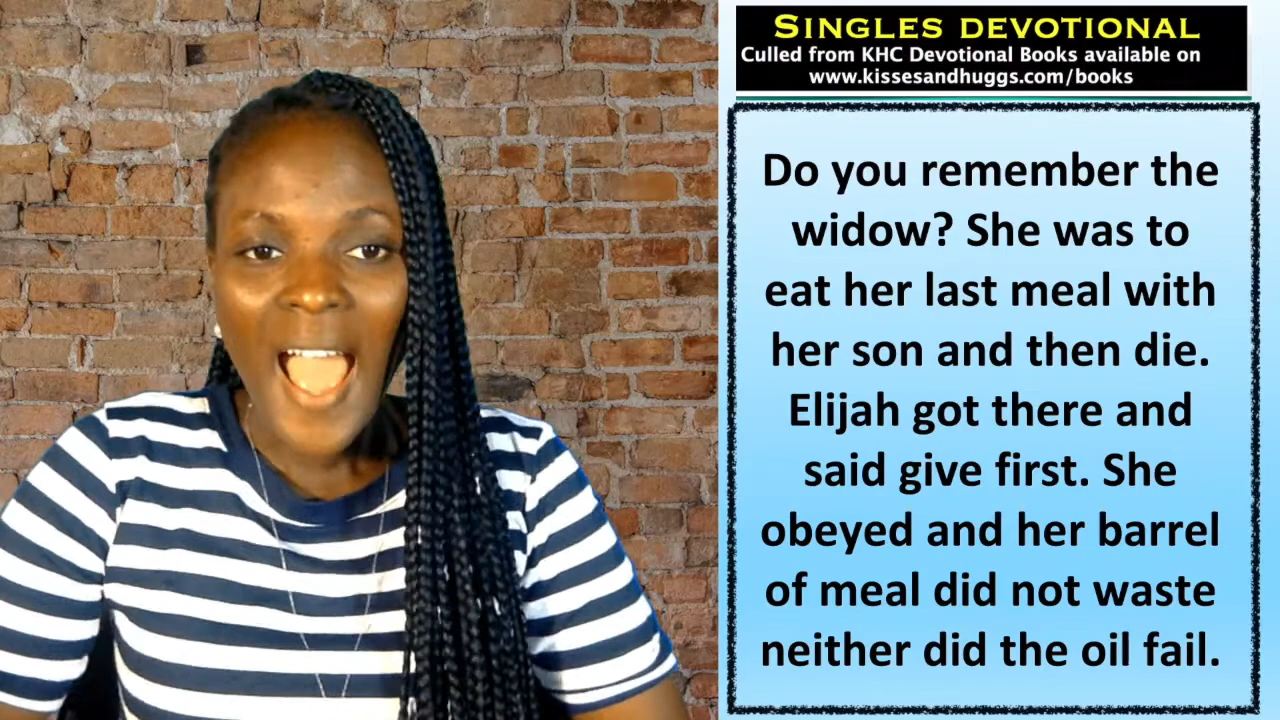 SINGLES DEVOTIONAL
Culled from KHC Devotional Books available on
www.kissesandhuggs.com/books
Do you remember the
widow? She was to
eat her last meal with
her son and then die.
Elijah got there and
said give first. She
obeyed and her barrel
of meal did not waste
neither did the oil fail.